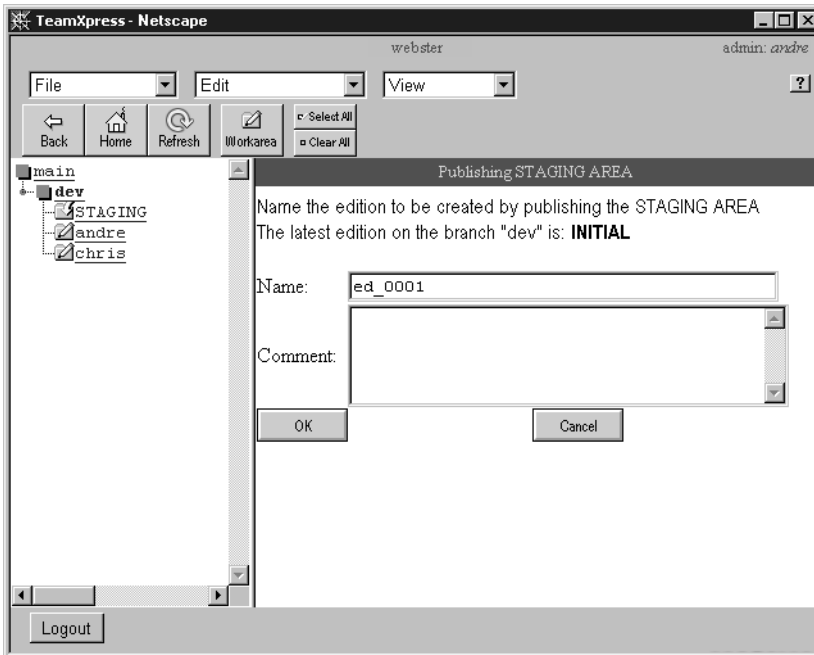 TeamXpress - Netscape
webster
admin: andre
File Edit View ?
Back Home Refresh Workarea Select All
Clear All
main
dev
STAGING
andre
chris
Publishing STAGING AREA
Name the edition to be created by publishing the STAGING AREA
The latest edition on the branch "dev" is: INITIAL
Name: ed_0001
Comment:
OK Cancel
Logout